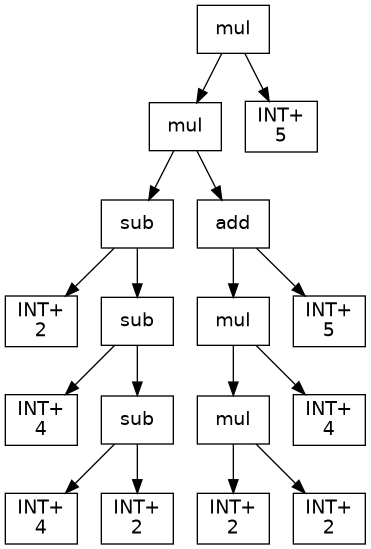 mul
mul
INT+
5
sub
add
INT+
2
sub
mul
INT+
5
INT+
4
sub
mul
INT+
4
INT+
4
INT+
2
INT+
2
INT+
2